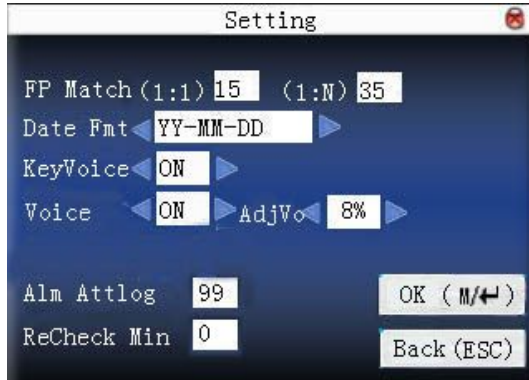 Setting
FP Match (1:1) 15 (1:N) 35
Date Fmt YY-MM-DD
KeyVoice ON
Voice ON AdjVo 8%
Alm Attlog 99 OK (M/↵)
ReCheck Min 0
Back (ESC)